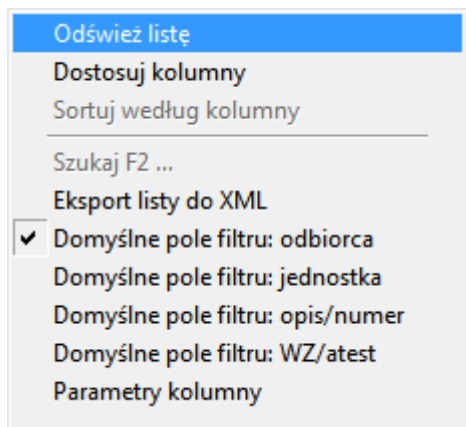 Odśwież listę
Dostosuj kolumny
Sortuj według kolumny
Szukaj F2 ...
Eksport listy do XML
Domyślne pole filtru: odbiorca
Domyślne pole filtru: jednostka
Domyślne pole filtru: opis/numer
Domyślne pole filtru: WZ/atest
Parametry kolumny